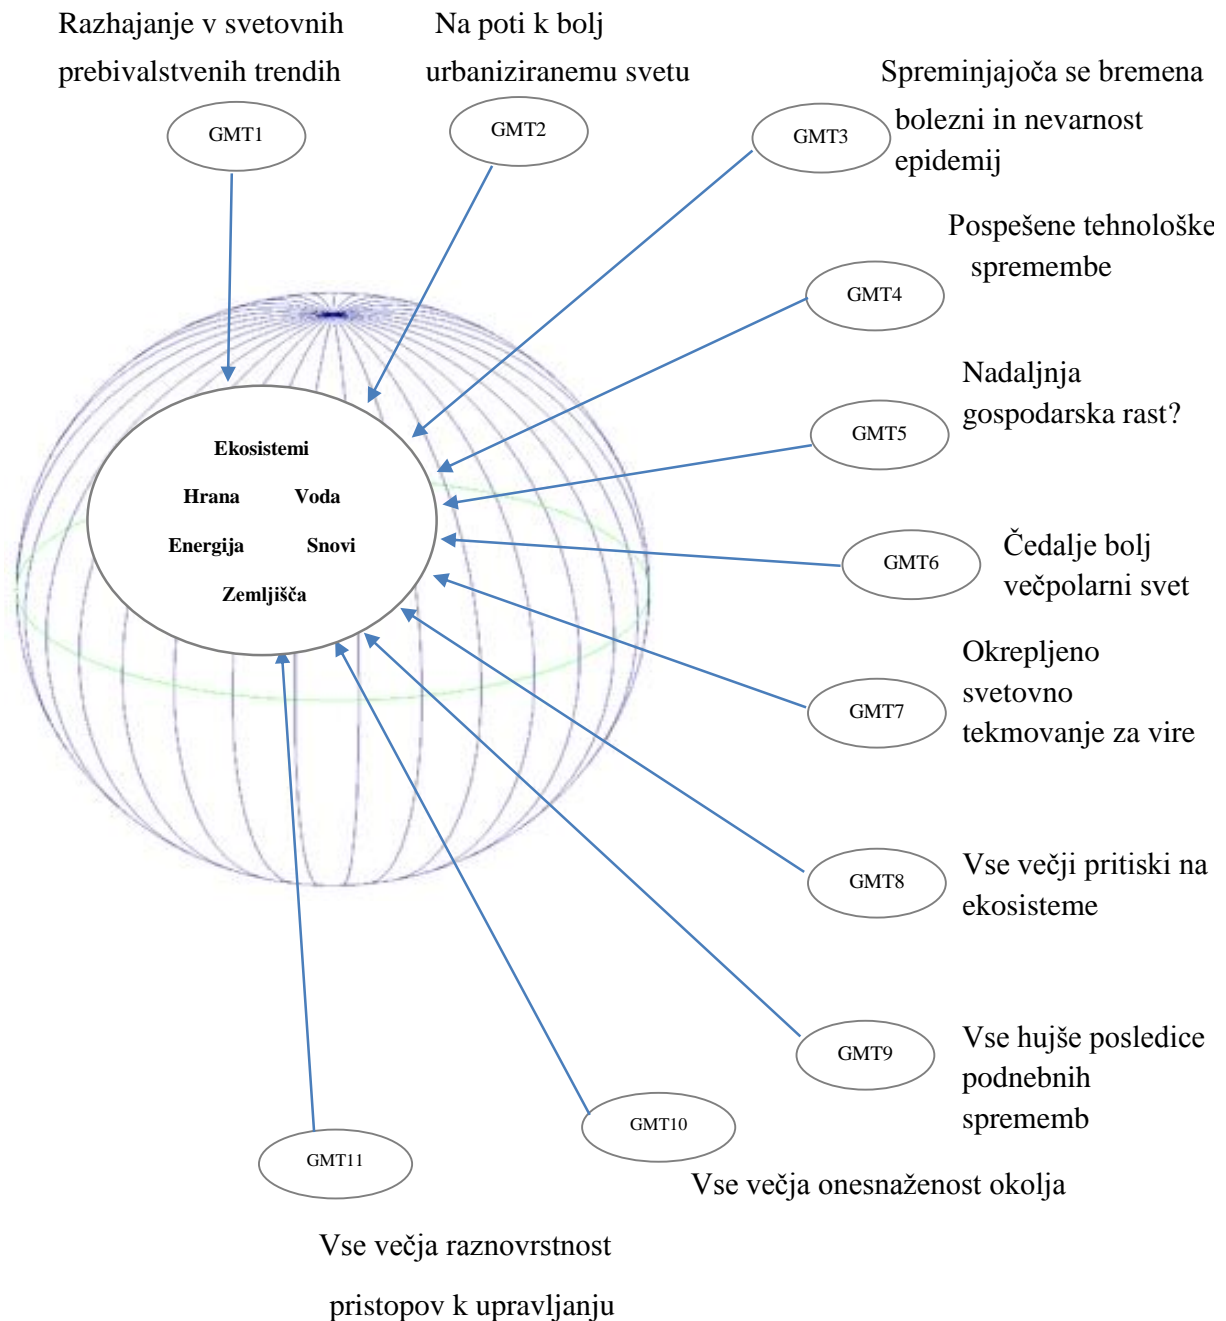 Razhajanje v svetovnih
prebivalstvenih trendih
GMT1
Na poti k bolj
urbaniziranemu svetu
GMT2
Spreminjajoča se bremena
bolezni in nevarnost
epidemij
GMT3
Pospešene tehnološke
spremembe
GMT4
Nadaljnja
gospodarska rast?
GMT5
Čedalje bolj
večpolarni svet
GMT6
Okrepljeno
svetovno
tekmovanje za vire
GMT7
Vse večji pritiski na
ekosisteme
GMT8
Vse hujše posledice
podnebnih
sprememb
GMT9
GMT10
Vse večja onesnaženost okolja
GMT11
Vse večja raznovrstnost
pristopov k upravljanju
Ekosistemi
Hrana Voda
Energija Snovi
Zemljišča